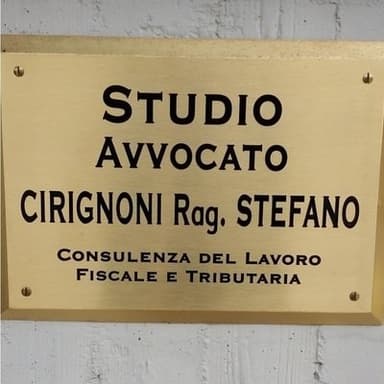 STUDIO
AVVOCATO
CIRIGNONI Rag. STEFANO
CONSULENZA DEL LAVORO
FISCALE E TRIBUTARIA